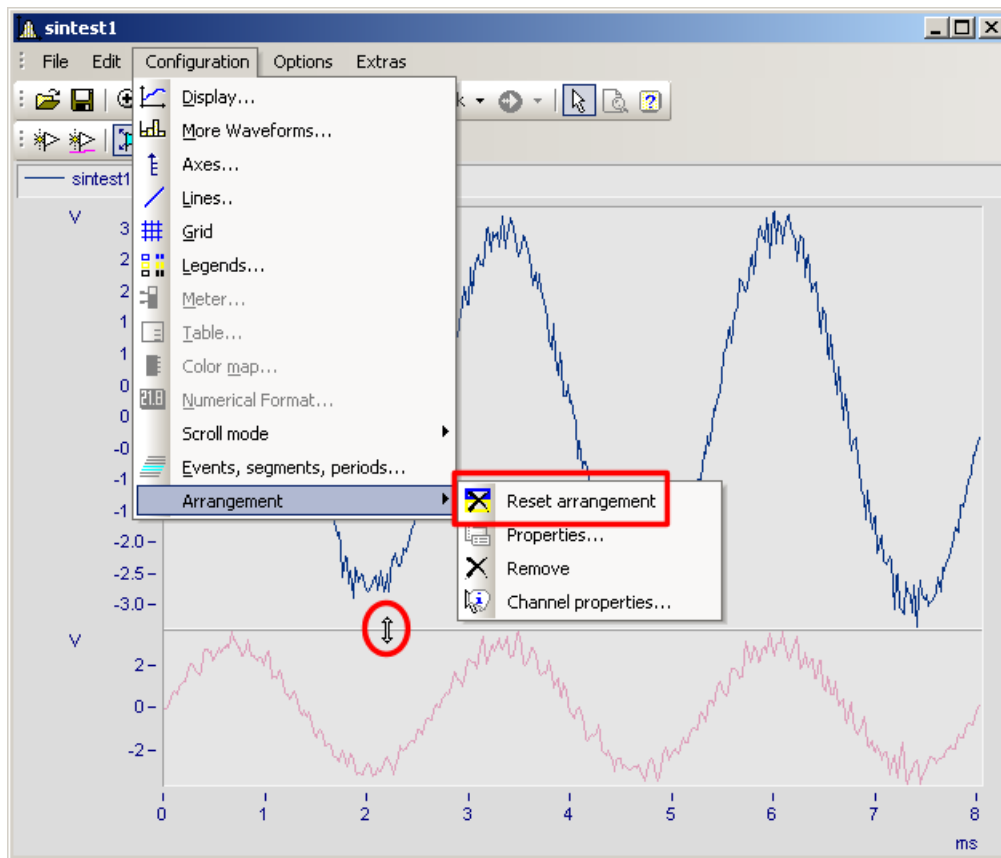 sintest1
File Edit Configuration Options Extras
Display...
More Waveforms...
Axes...
Lines..
Grid
Legends...
Meter...
Table...
Color map...
21.8 Numerical Format...
Scroll mode
Events, segments, periods...
Arrangement
Reset arrangement
Properties...
Remove
Channel properties...
k
sintest1
V
3
2
2
1
1
0
0
-0
-1
-1
-2.0
-2.5
-3.0
V
2
0
-2
0 1 2 3 4 5 6 7 8
ms